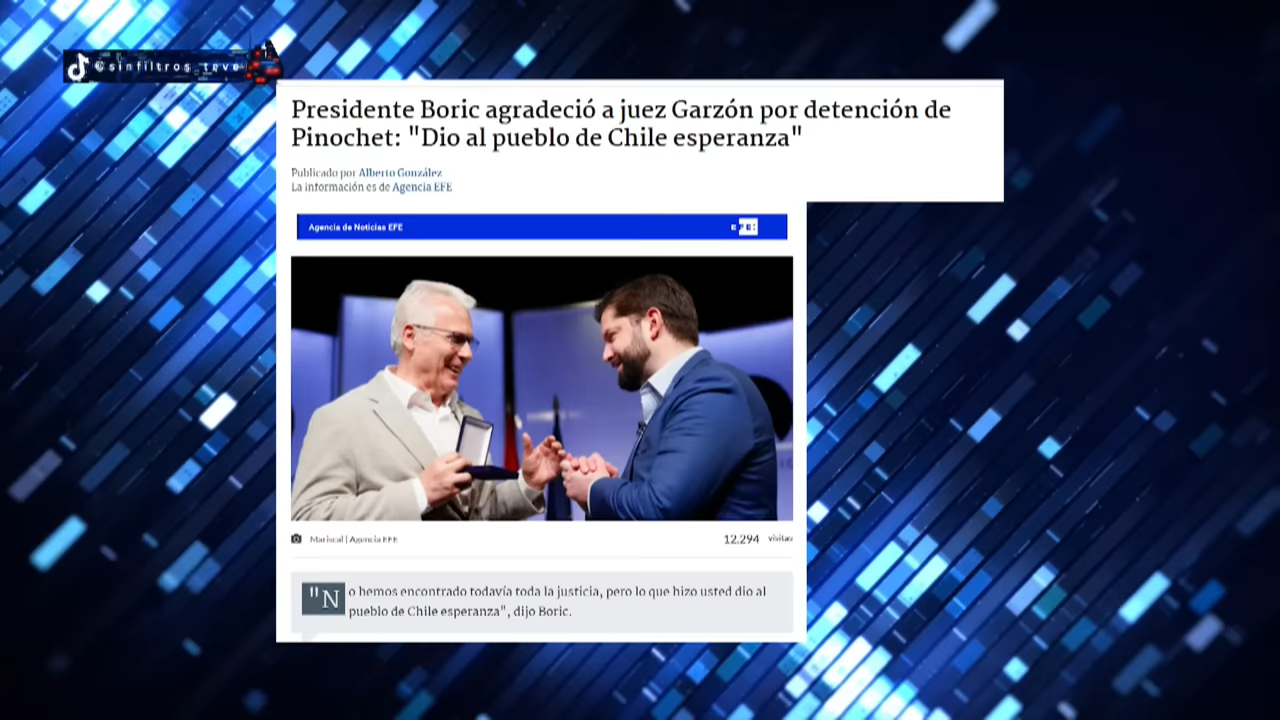 @sinfiltros_teve
Presidente Boric agradeció a juez Garzón por detención de
Pinochet: "Dio al pueblo de Chile esperanza"
Publicado por Alberto González
La información es de Agencia EFE
Agencia de Noticias EFE
EFE:
Mariscal | Agencia EFE
12.294 visitas
"No hemos encontrado todavía toda la justicia, pero lo que hizo usted dio al
pueblo de Chile esperanza", dijo Boric.